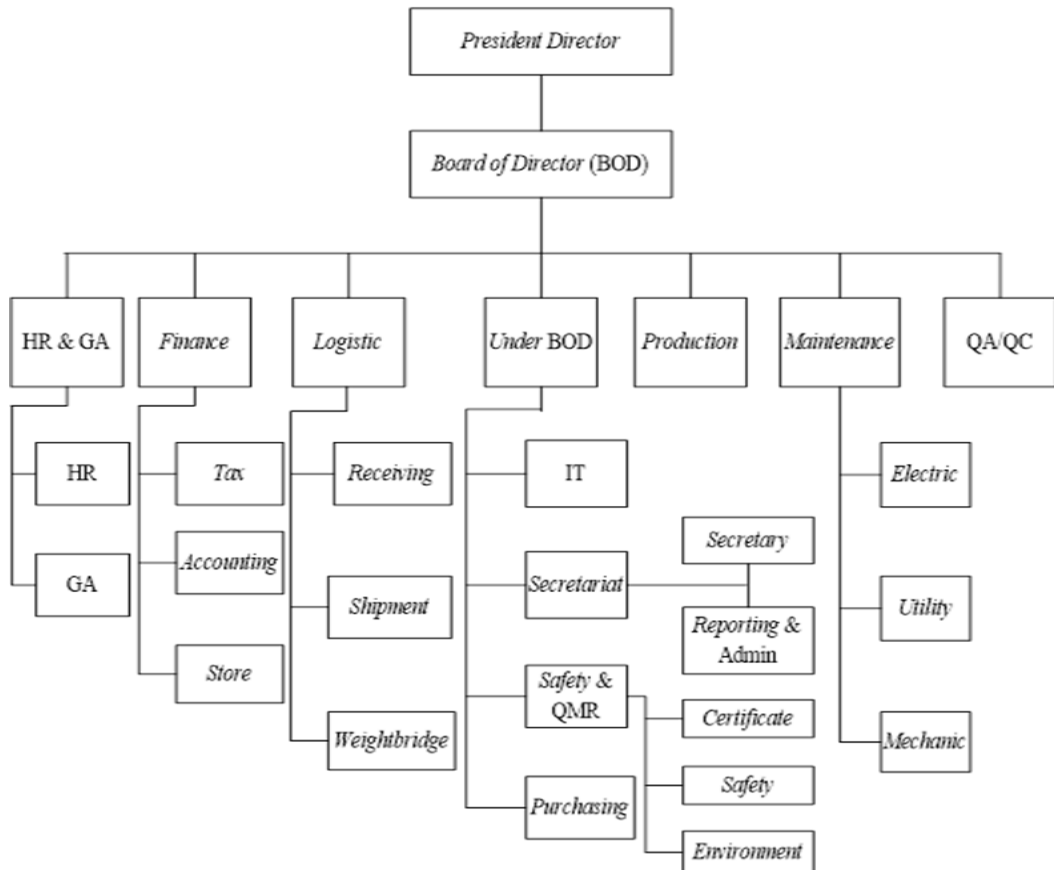 President Director
Board of Director (BOD)
HR & GA
Finance
Logistic
Under BOD
Production
Maintenance
QA/QC
HR
Tax
Receiving
IT
Electric
Secretary
Accounting
GA
Shipment
Secretariat
Utility
Reporting &
Admin
Store
Safety &
QMR
Certificate
Weightbridge
Mechanic
Safety
Purchasing
Environment